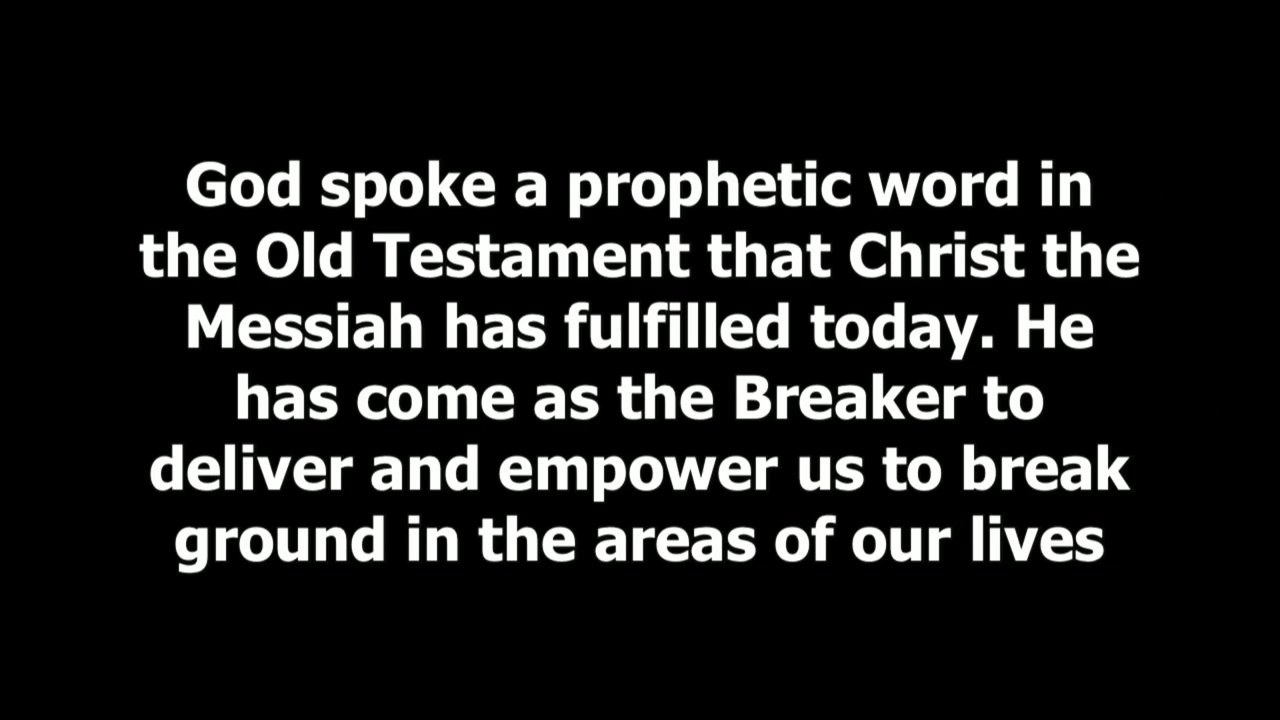 God spoke a prophetic word in
the Old Testament that Christ the
Messiah has fulfilled today. He
has come as the Breaker to
deliver and empower us to break
ground in the areas of our lives